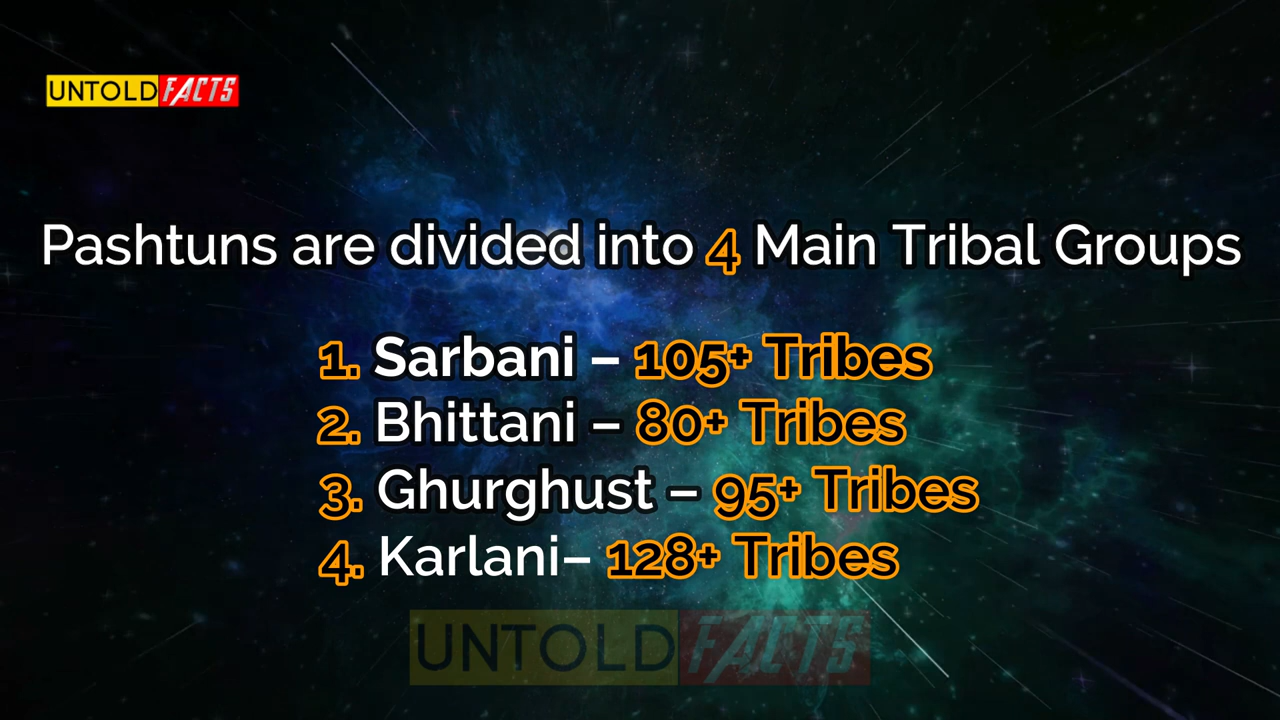 UNTOLD FACTS
Pashtuns are divided into 4 Main Tribal Groups
1. Sarbani – 105+ Tribes
2. Bhittani – 80+ Tribes
3. Ghurghust – 95+ Tribes
4. Karlani– 128+ Tribes
UNTOLD FACTS